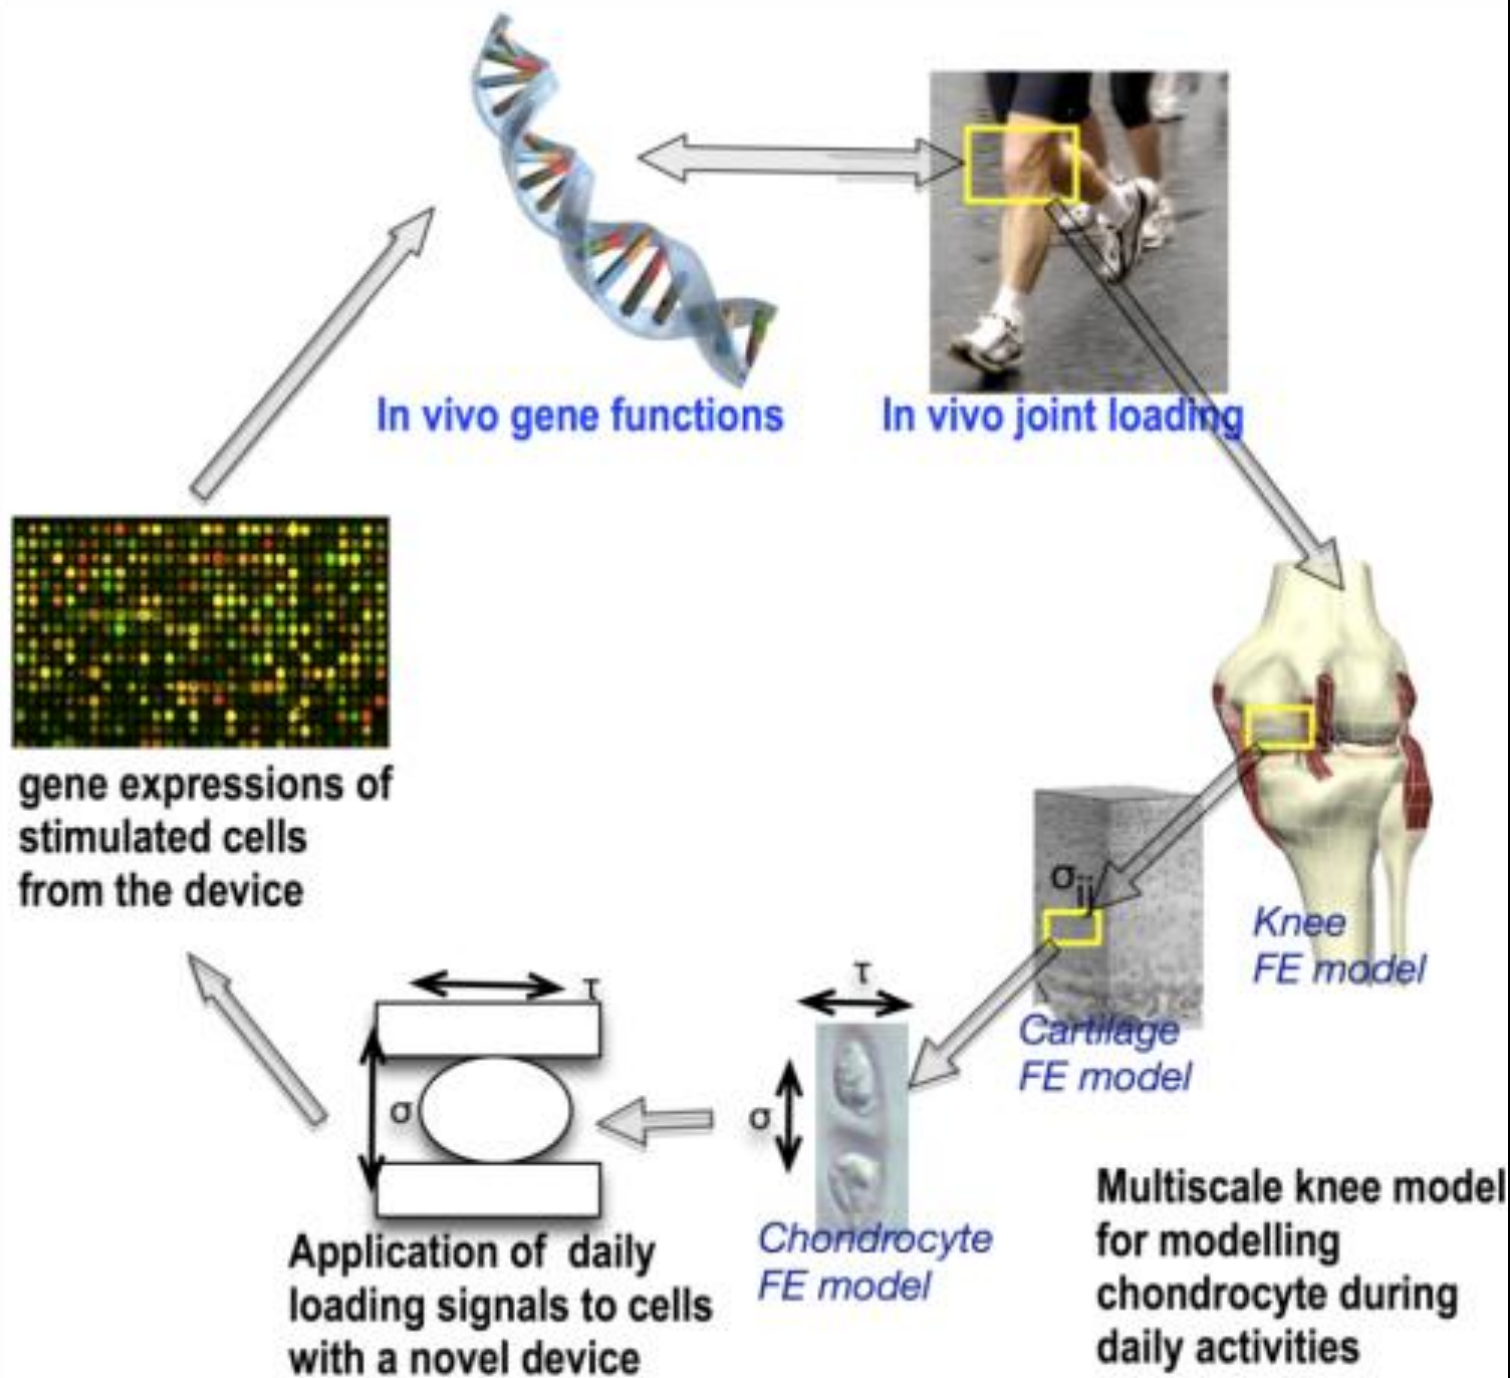 In vivo gene functions
In vivo joint loading
gene expressions of
stimulated cells
from the device
σij
Knee
FE model
τ
τ
Cartilage
FE model
σ
σ
Chondrocyte
FE model
Application of daily
loading signals to cells
with a novel device
Multiscale knee model
for modelling
chondrocyte during
daily activities